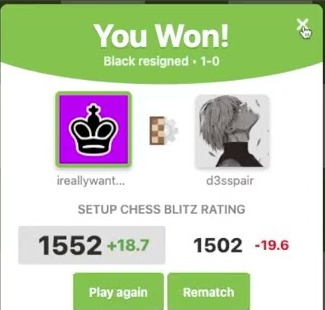 You Won!
Black resigned • 1-0
ireallywant...
d3sspair
SETUP CHESS BLITZ RATING
1552 +18.7
1502 -19.6
Play again
Rematch